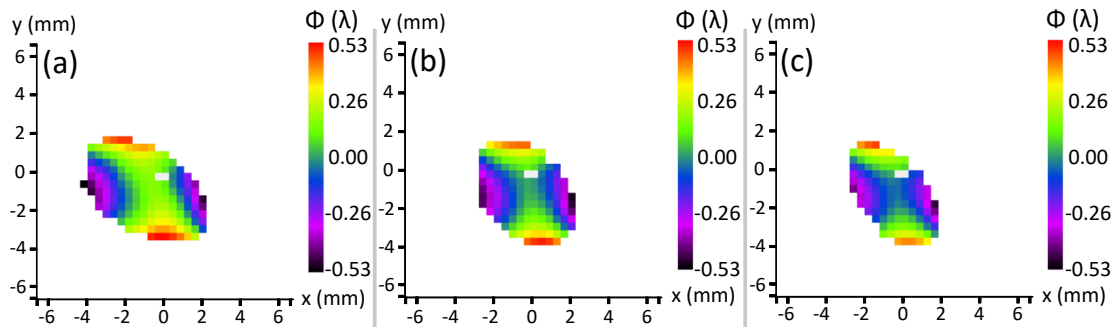 y (mm) Φ (λ) y (mm) Φ (λ) y (mm) Φ (λ)
(a) (b) (c)
6 0.53 6 0.53 6 0.53
4 0.26 4 0.26 4 0.26
2 2 2
0 0.00 0 0.00 0 0.00
-2 -0.26 -2 -0.26 -2 -0.26
-4 -4 -4
-6 -0.53 -6 -0.53 -6 -0.53
x (mm) x (mm) x (mm)
-6 -4 -2 0 2 4 6 -6 -4 -2 0 2 4 6 -6 -4 -2 0 2 4 6